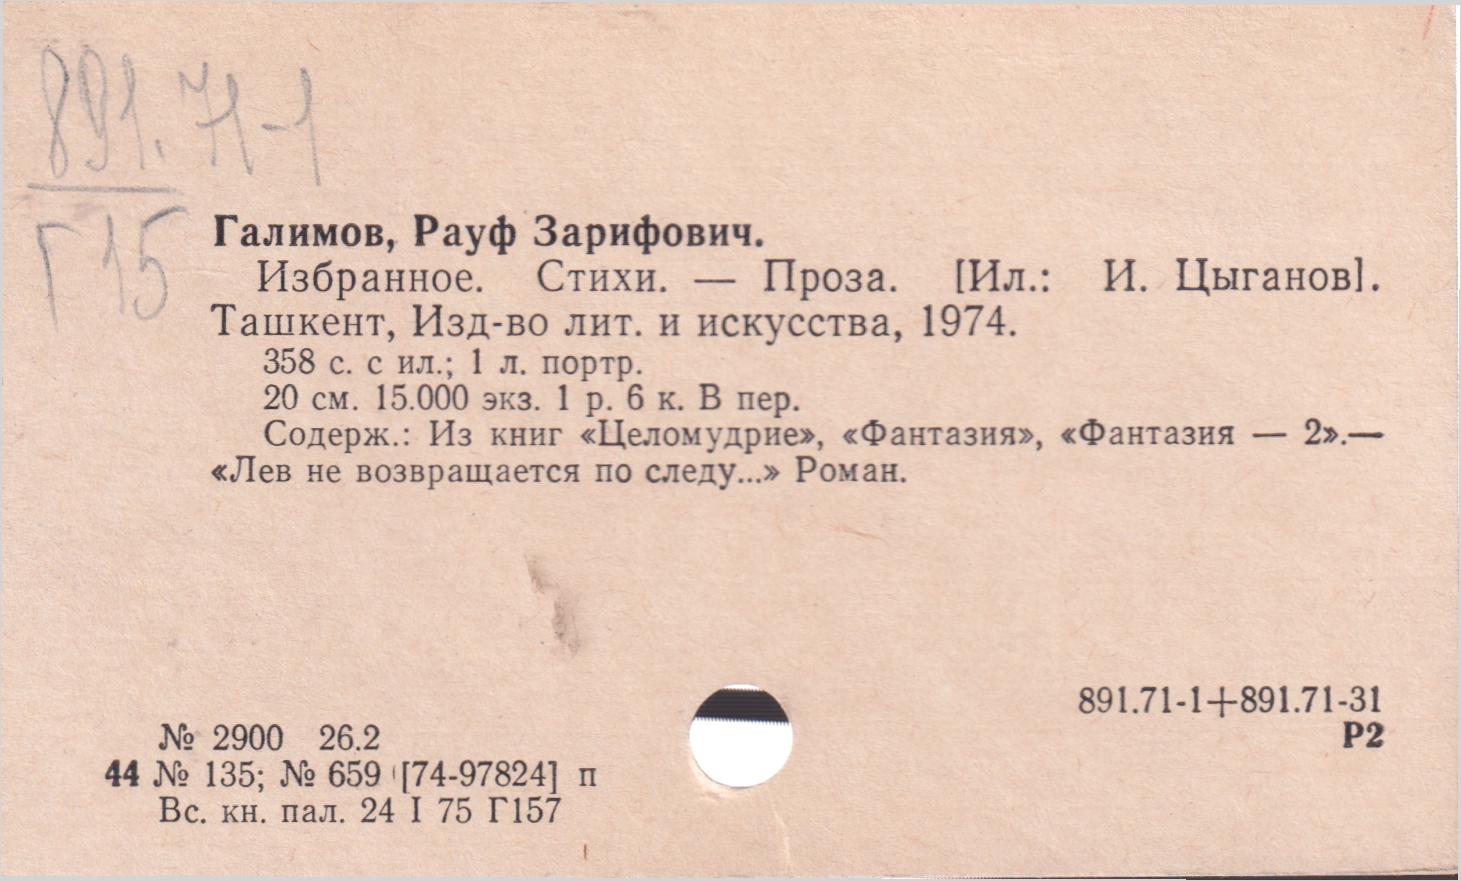 891.71-1
Г15
Галимов, Рауф Зарифович.
Избранное. Стихи. — Проза. [Ил.: И. Цыганов].
Ташкент, Изд-во лит. и искусства, 1974.
358 с. с ил.; 1 л. портр.
20 см. 15.000 экз. 1 р. 6 к. В пер.
Содерж.: Из книг «Целомудрие», «Фантазия», «Фантазия — 2».—
«Лев не возвращается по следу...» Роман.
891.71-1+891.71-31
Р2
№ 2900 26.2
44 № 135; № 659 [74-97824] п
Вс. кн. пал. 24 I 75 Г157